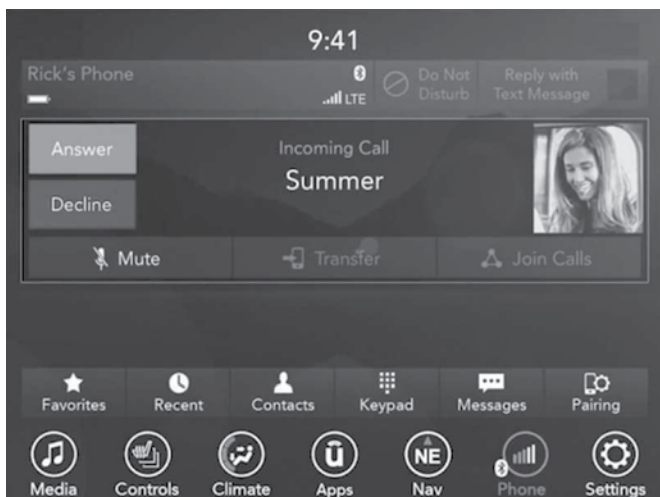 9:41
Rick's Phone
LTE
Do Not
Disturb
Reply with
Text Message
Answer
Incoming Call
Summer
Decline
Mute
Transfer
Join Calls
Favorites
Recent
Contacts
Keypad
Messages
Pairing
ü
NE
Media
Controls
Climate
Apps
Nav
Phone
Settings